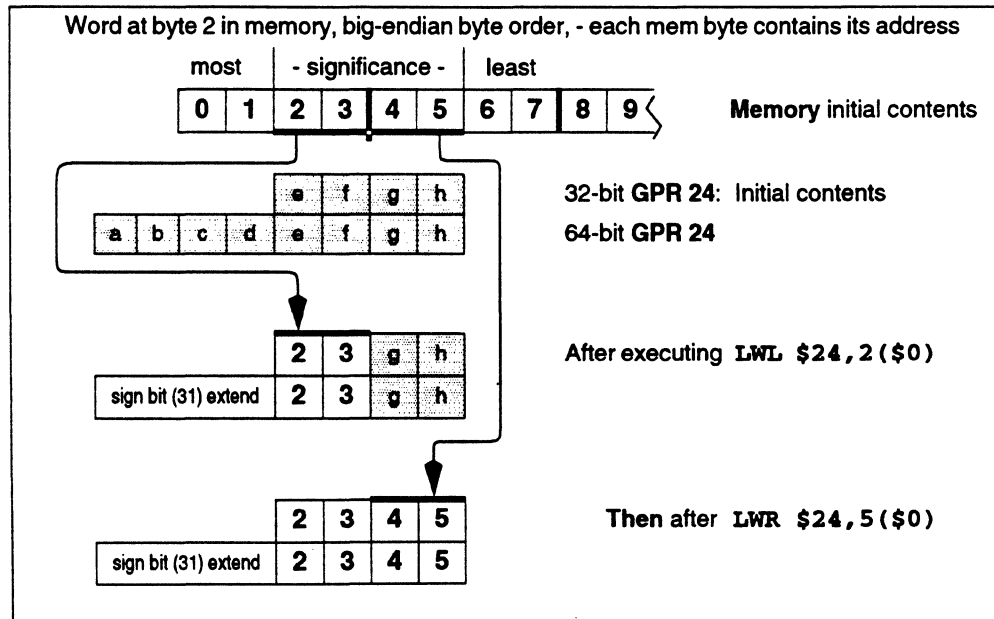 Word at byte 2 in memory, big-endian byte order, - each mem byte contains its address
most - significance - least
0 1 2 3 4 5 6 7 8 9 Memory initial contents
e f g h 32-bit GPR 24: Initial contents
a b c d e f g h 64-bit GPR 24
2 3 g h After executing LWL $24,2($0)
sign bit (31) extend 2 3 g h
2 3 4 5 Then after LWR $24,5($0)
sign bit (31) extend 2 3 4 5